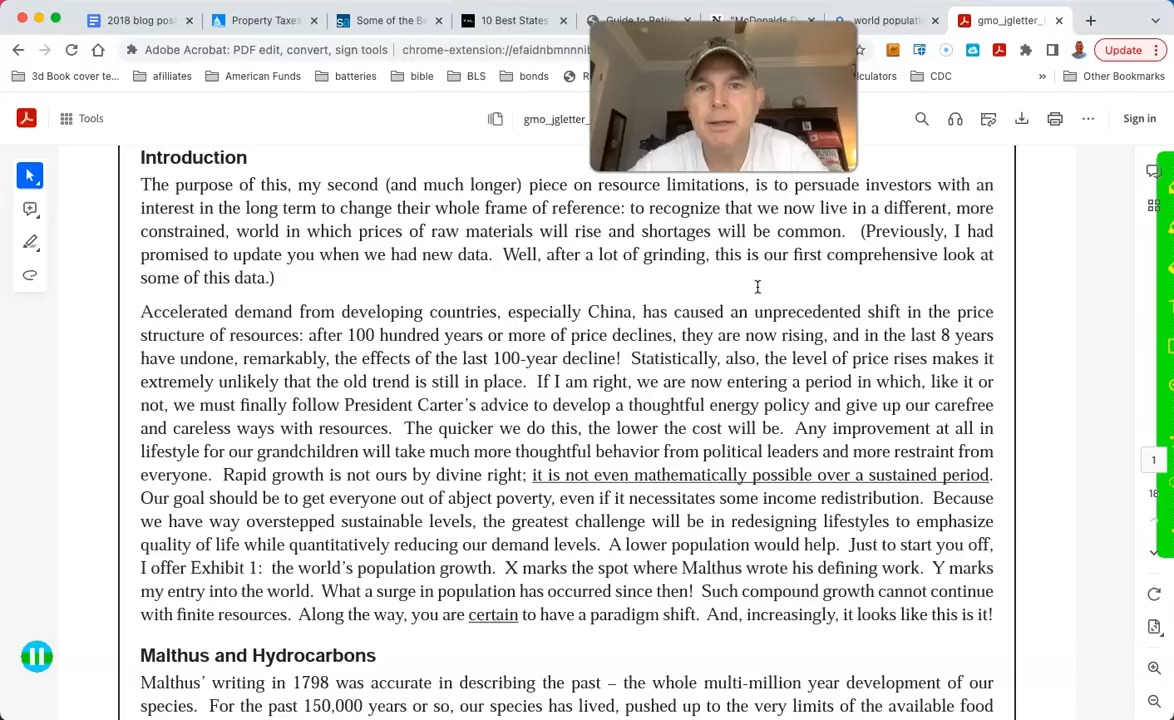 2018 blog pos
Property Taxes
Some of the B
10 Best States
Guide to Reti
"McDonalds D
world populati
gmo_jgletter_
Adobe Acrobat: PDF edit, convert, sign tools
chrome-extension://efaidnbmnnnib
Update
3d Book cover te...
afilliates
American Funds
batteries
bible
BLS
bonds
culators
CDC
»
Other Bookmarks
Tools
gmo_jgletter_
Sign in
Introduction
The purpose of this, my second (and much longer) piece on resource limitations, is to persuade investors with an
interest in the long term to change their whole frame of reference: to recognize that we now live in a different, more
constrained, world in which prices of raw materials will rise and shortages will be common. (Previously, I had
promised to update you when we had new data. Well, after a lot of grinding, this is our first comprehensive look at
some of this data.)
Accelerated demand from developing countries, especially China, has caused an unprecedented shift in the price
structure of resources: after 100 hundred years or more of price declines, they are now rising, and in the last 8 years
have undone, remarkably, the effects of the last 100-year decline! Statistically, also, the level of price rises makes it
extremely unlikely that the old trend is still in place. If I am right, we are now entering a period in which, like it or
not, we must finally follow President Carter's advice to develop a thoughtful energy policy and give up our carefree
and careless ways with resources. The quicker we do this, the lower the cost will be. Any improvement at all in
lifestyle for our grandchildren will take much more thoughtful behavior from political leaders and more restraint from
everyone. Rapid growth is not ours by divine right; it is not even mathematically possible over a sustained period.
Our goal should be to get everyone out of abject poverty, even if it necessitates some income redistribution. Because
we have way overstepped sustainable levels, the greatest challenge will be in redesigning lifestyles to emphasize
quality of life while quantitatively reducing our demand levels. A lower population would help. Just to start you off,
I offer Exhibit 1: the world's population growth. X marks the spot where Malthus wrote his defining work. Y marks
my entry into the world. What a surge in population has occurred since then! Such compound growth cannot continue
with finite resources. Along the way, you are certain to have a paradigm shift. And, increasingly, it looks like this is it!
1
18
Malthus and Hydrocarbons
Malthus' writing in 1798 was accurate in describing the past – the whole multi-million year development of our
species. For the past 150,000 years or so, our species has lived, pushed up to the very limits of the available food